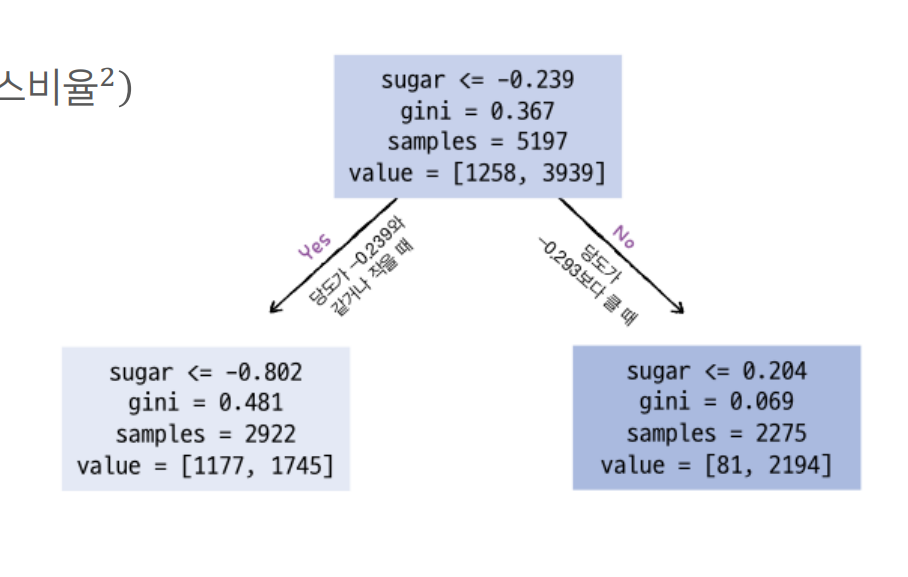 스비율²)
sugar <= -0.239
gini = 0.367
samples = 5197
value = [1258, 3939]
Yes
당도가 -0.239와
같거나 작을 때
No
당도가
-0.293보다 클 때
sugar <= -0.802
gini = 0.481
samples = 2922
value = [1177, 1745]
sugar <= 0.204
gini = 0.069
samples = 2275
value = [81, 2194]